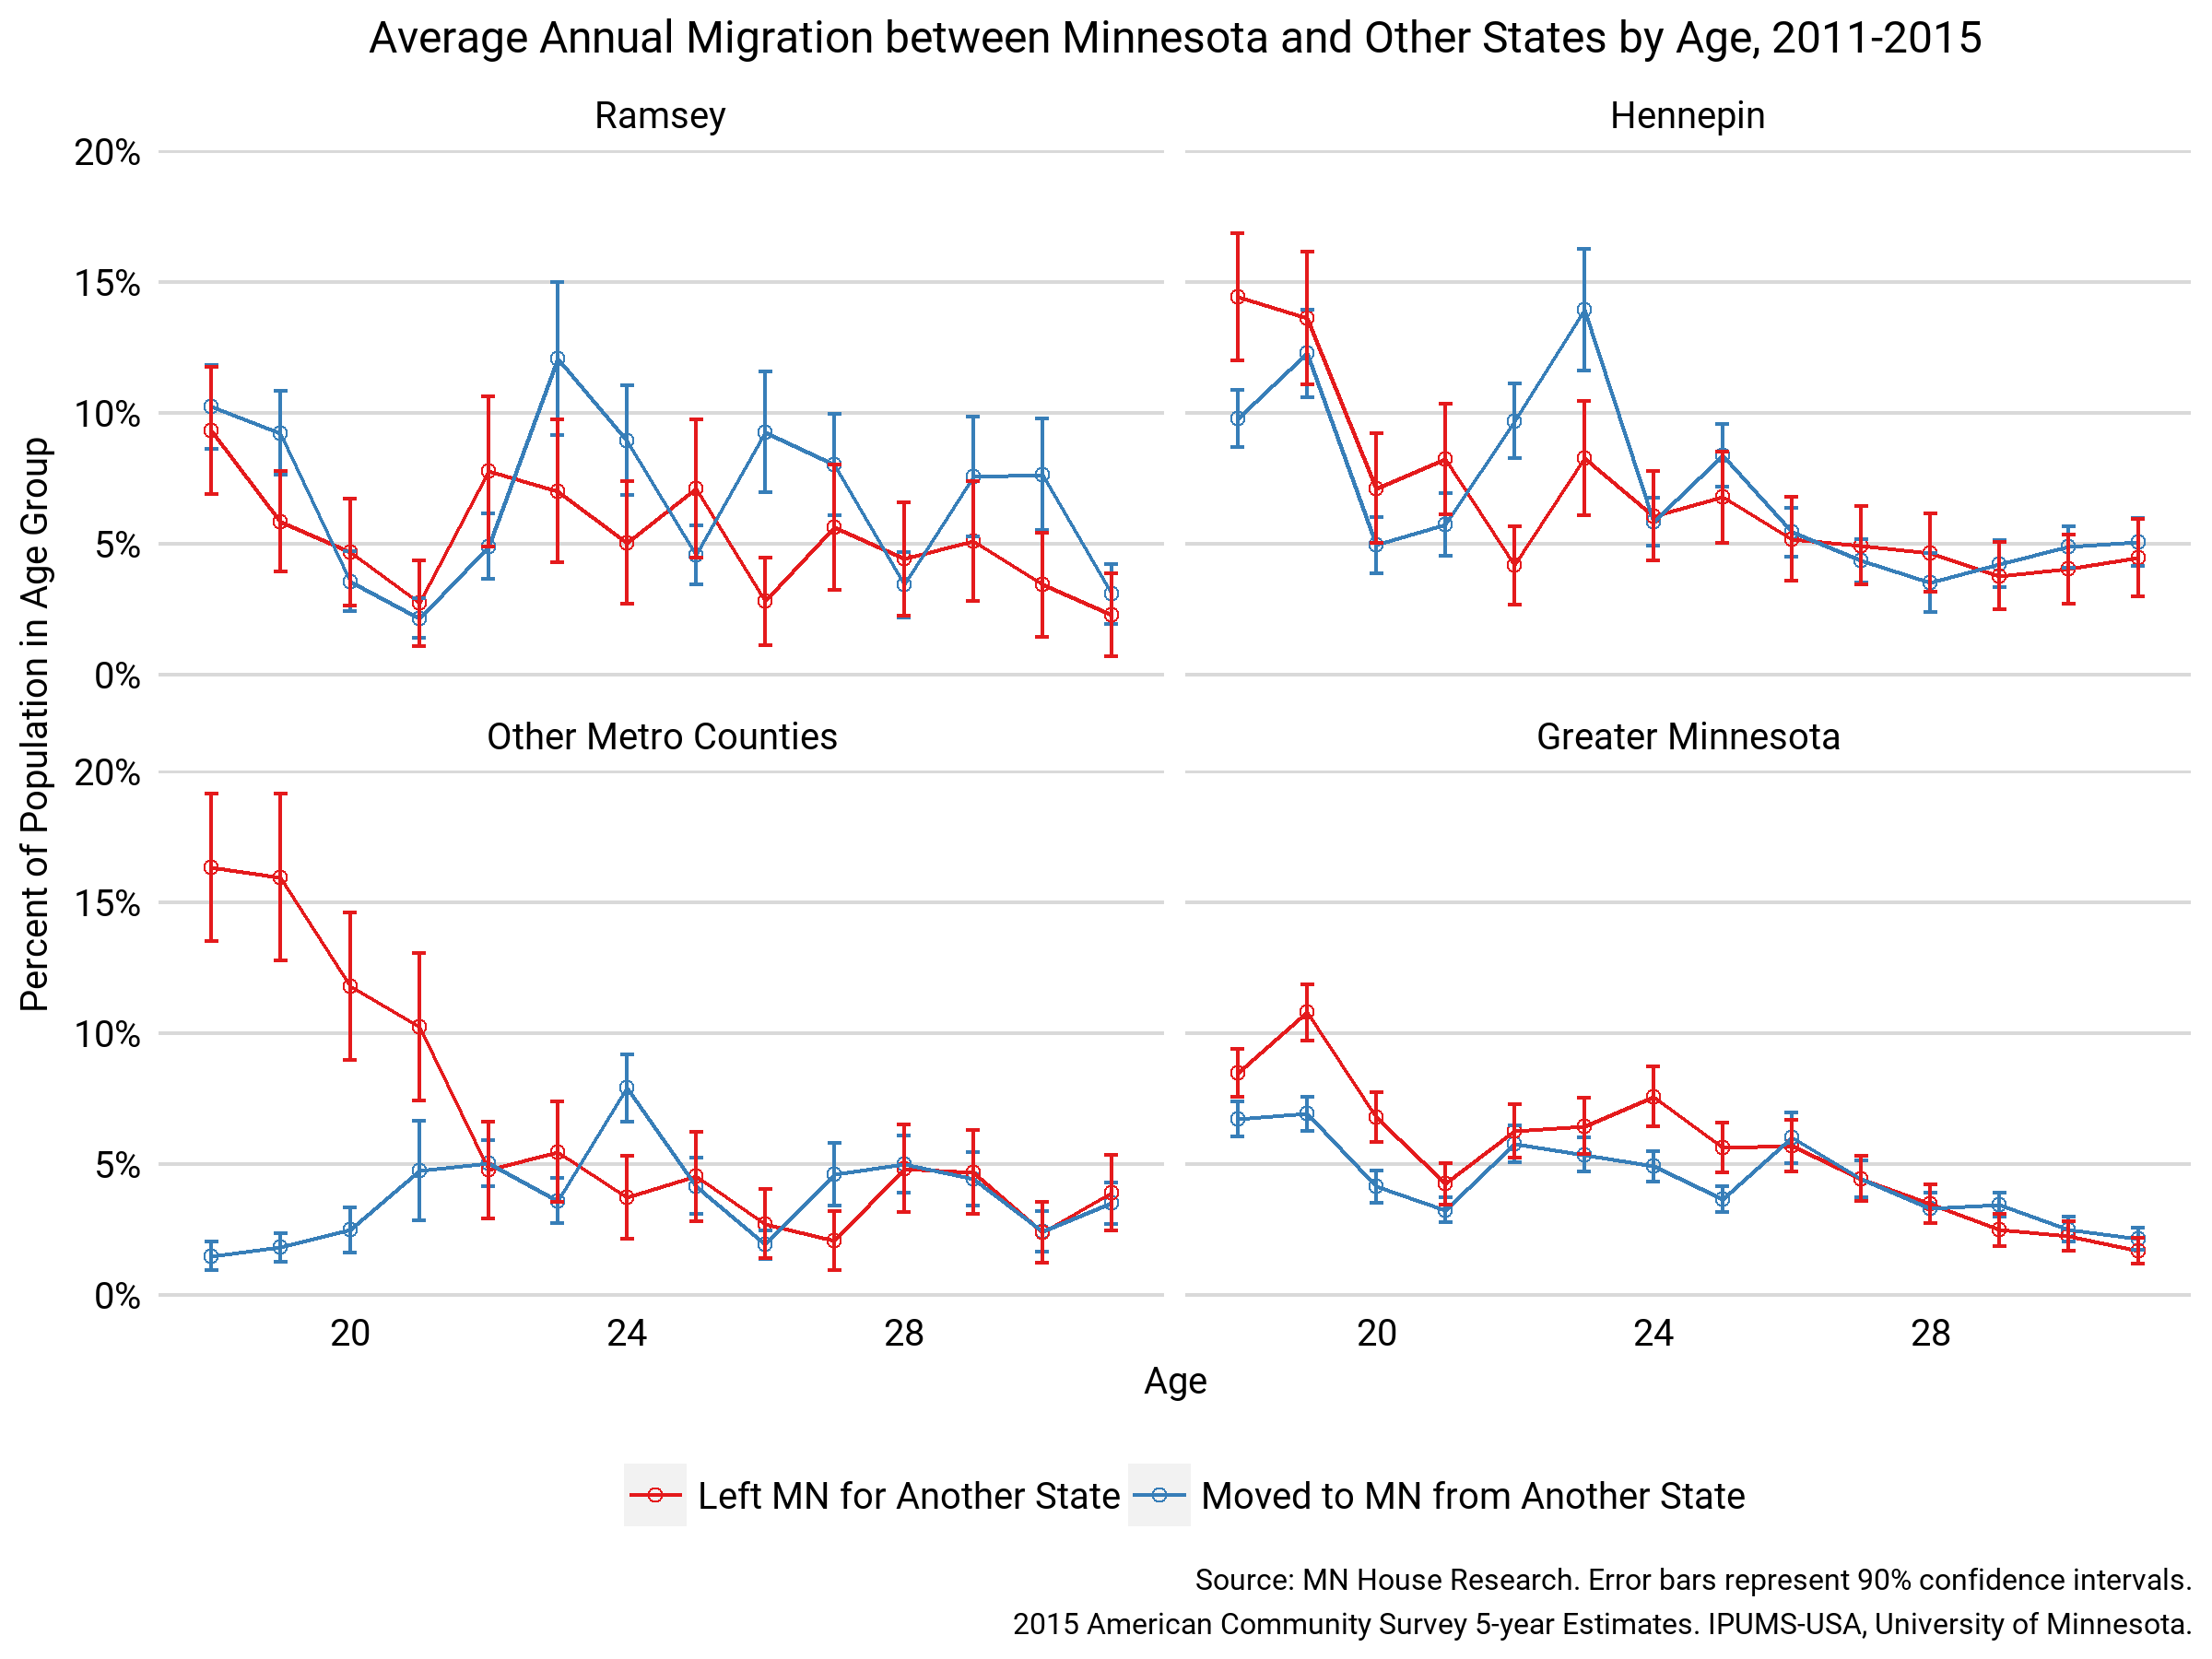 Average Annual Migration between Minnesota and Other States by Age, 2011-2015
Ramsey
Hennepin
20%
15%
10%
5%
0%
Other Metro Counties
Greater Minnesota
20%
15%
10%
5%
0%
Percent of Population in Age Group
20
24
28
20
24
28
Age
Left MN for Another State
Moved to MN from Another State
Source: MN House Research. Error bars represent 90% confidence intervals.
2015 American Community Survey 5-year Estimates. IPUMS-USA, University of Minnesota.